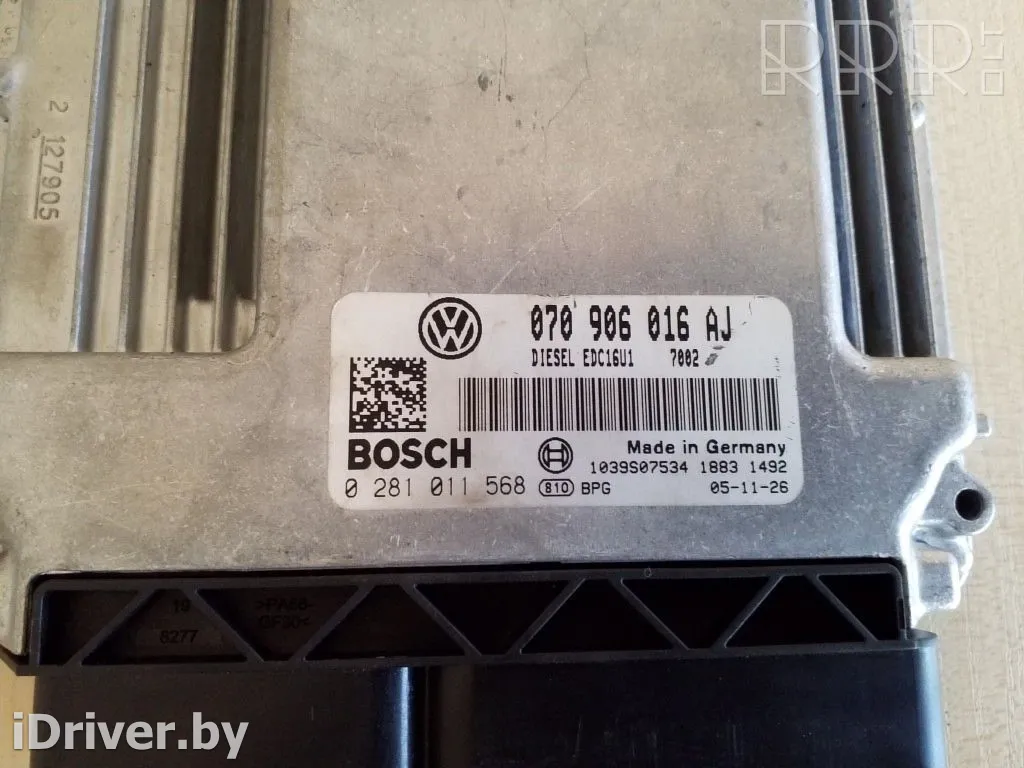 RRR
2 127905
VW
070 906 016 AJ
DIESEL EDC16U1 7002
BOSCH
Made in Germany
1039S07534 1883 1492
0 281 011 568 810 BPG 05-11-26
19 >PA66-
8277 GF30<
iDriver.by